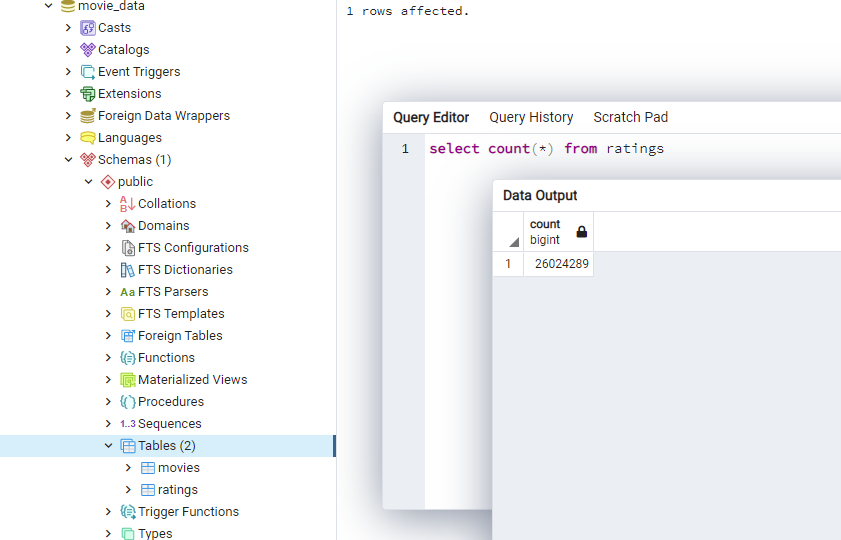 movie_data
Casts
Catalogs
Event Triggers
Extensions
Foreign Data Wrappers
Languages
Schemas (1)
public
Collations
Domains
FTS Configurations
FTS Dictionaries
Aa FTS Parsers
FTS Templates
Foreign Tables
Functions
Materialized Views
Procedures
1..3 Sequences
Tables (2)
movies
ratings
Trigger Functions
Types
1 rows affected.
Query Editor Query History Scratch Pad
1 select count(*) from ratings
Data Output
count
bigint
1 26024289